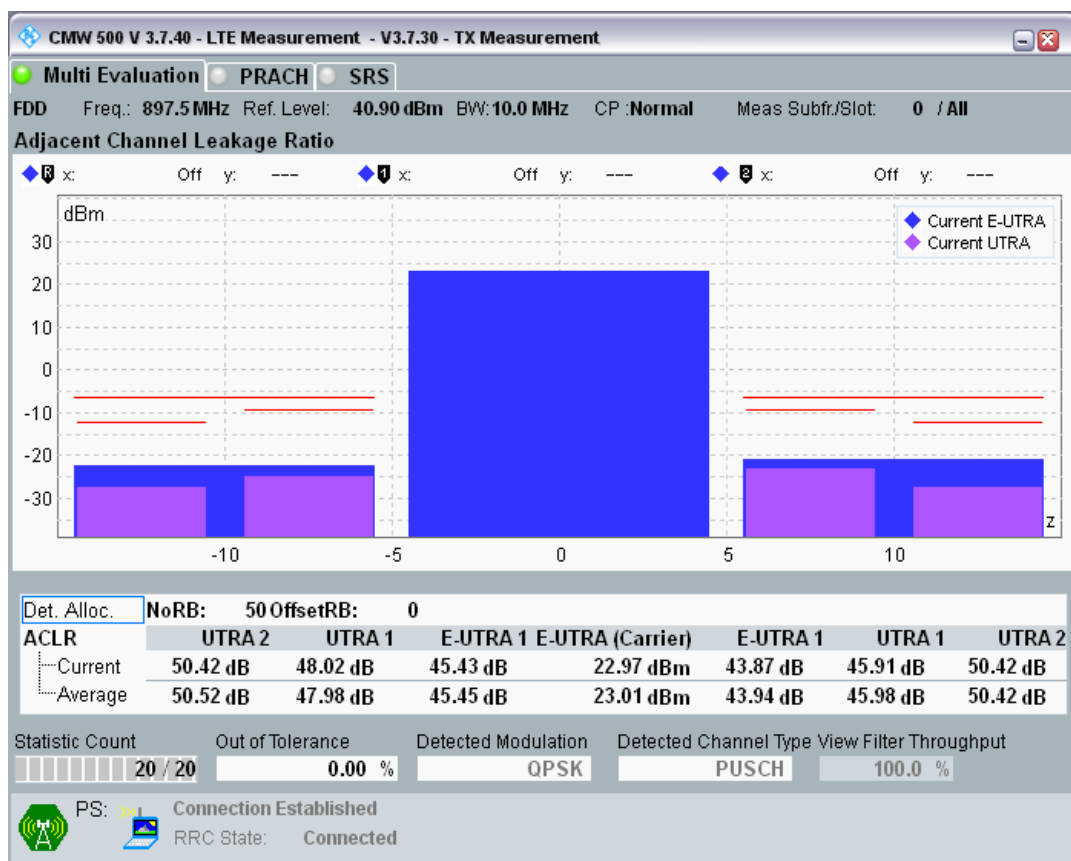 CMW 500 V 3.7.40 - LTE Measurement - V3.7.30 - TX Measurement
Multi Evaluation PRACH SRS
FDD Freq.: 897.5 MHz Ref. Level: 40.90 dBm BW: 10.0 MHz CP :Normal Meas Subfr./Slot: 0 / All
Adjacent Channel Leakage Ratio
R x: Off y: --- 1 x: Off y: --- 2 x: Off y: ---
dBm
Current E-UTRA
Current UTRA
30
20
10
0
-10
-20
-30
z
-10 -5 0 5 10
Det. Alloc. NoRB: 50 OffsetRB: 0
ACLR UTRA 2 UTRA 1 E-UTRA 1 E-UTRA (Carrier) E-UTRA 1 UTRA 1 UTRA 2
Current 50.42 dB 48.02 dB 45.43 dB 22.97 dBm 43.87 dB 45.91 dB 50.42 dB
Average 50.52 dB 47.98 dB 45.45 dB 23.01 dBm 43.94 dB 45.98 dB 50.42 dB
Statistic Count Out of Tolerance Detected Modulation Detected Channel Type View Filter Throughput
20 / 20 0.00 % QPSK PUSCH 100.0 %
PS: Connection Established
RRC State: Connected